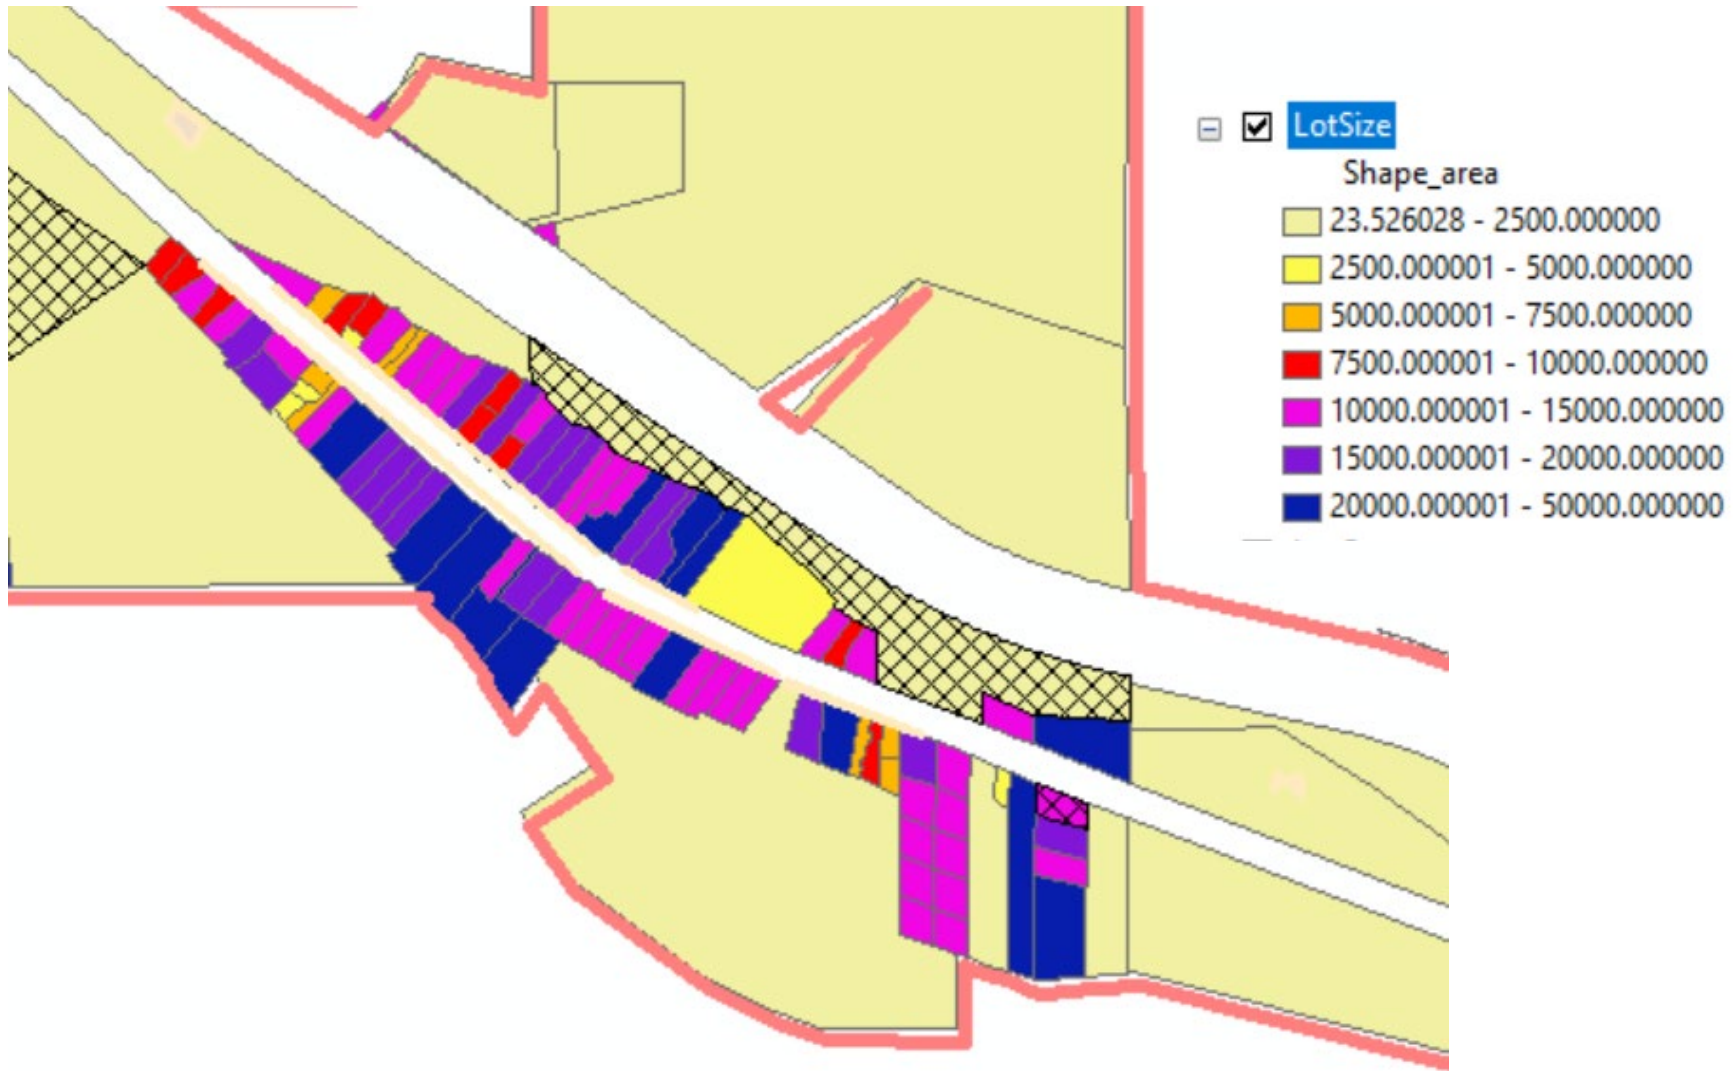 LotSize
Shape_area
23.526028 - 2500.000000
2500.000001 - 5000.000000
5000.000001 - 7500.000000
7500.000001 - 10000.000000
10000.000001 - 15000.000000
15000.000001 - 20000.000000
20000.000001 - 50000.000000